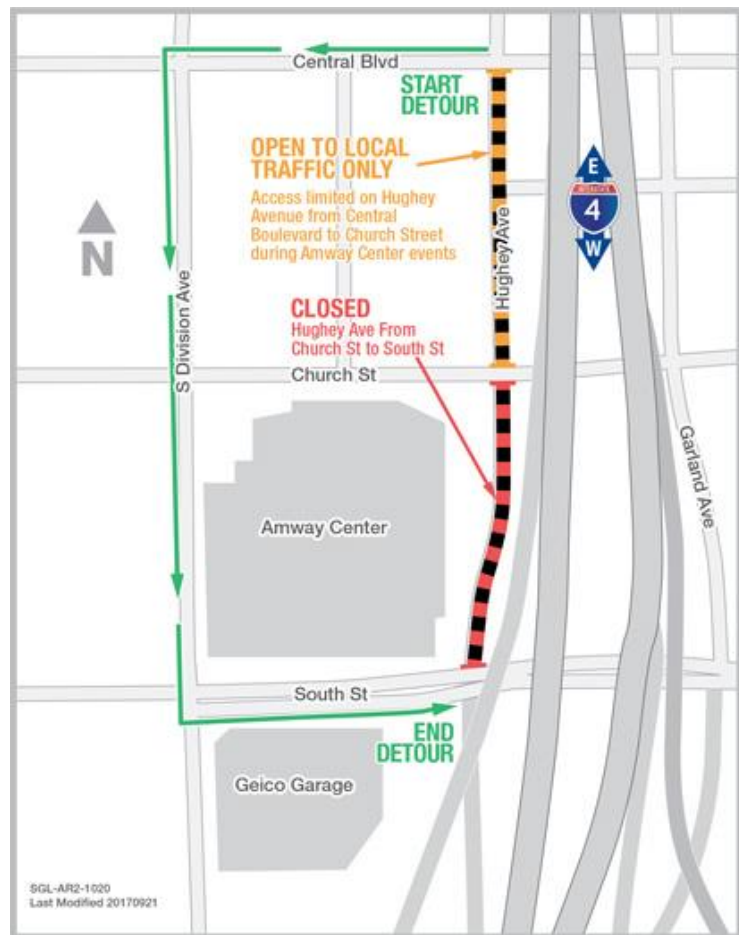 Central Blvd
START
DETOUR
OPEN TO LOCAL
TRAFFIC ONLY
Access limited on Hughey
Avenue from Central
Boulevard to Church Street
during Amway Center events
E
INTERSTATE
4
W
N
Hughey Ave
S Division Ave
CLOSED
Hughey Ave From
Church St to South St
Church St
Garland Ave
Amway Center
South St
END
DETOUR
Geico Garage
SGL-AR2-1020
Last Modified 20170921